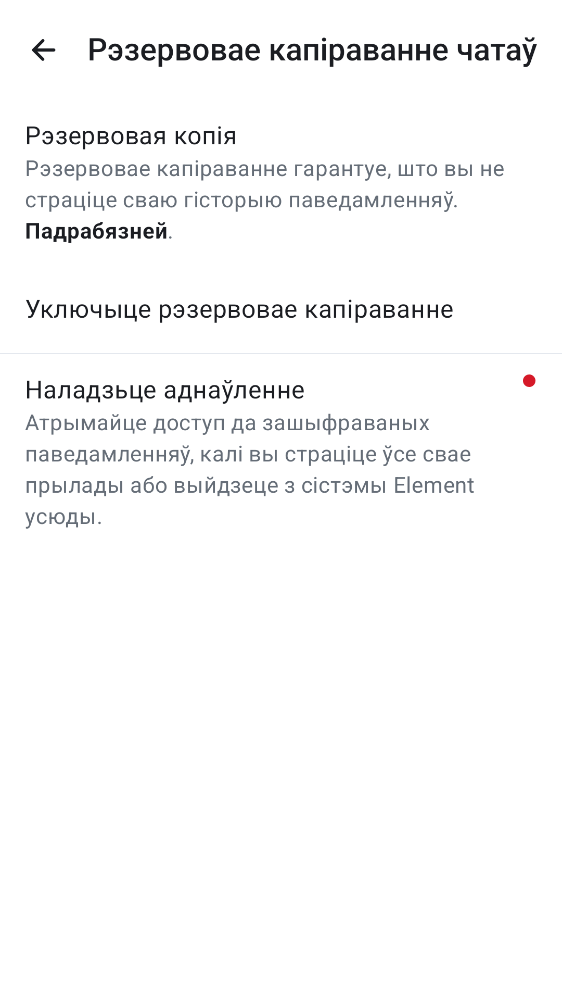 Рэзервовае капіраванне чатаў
Рэзервовая копія
Рэзервовае капіраванне гарантуе, што вы не
страціце сваю гісторыю паведамленняў.
Падрабязней.
Уключыце рэзервовае капіраванне
Наладзьце аднаўленне
Атрымайце доступ да зашыфраваных
паведамленняў, калі вы страціце ўсе свае
прылады або выйдзеце з сістэмы Element
усюды.